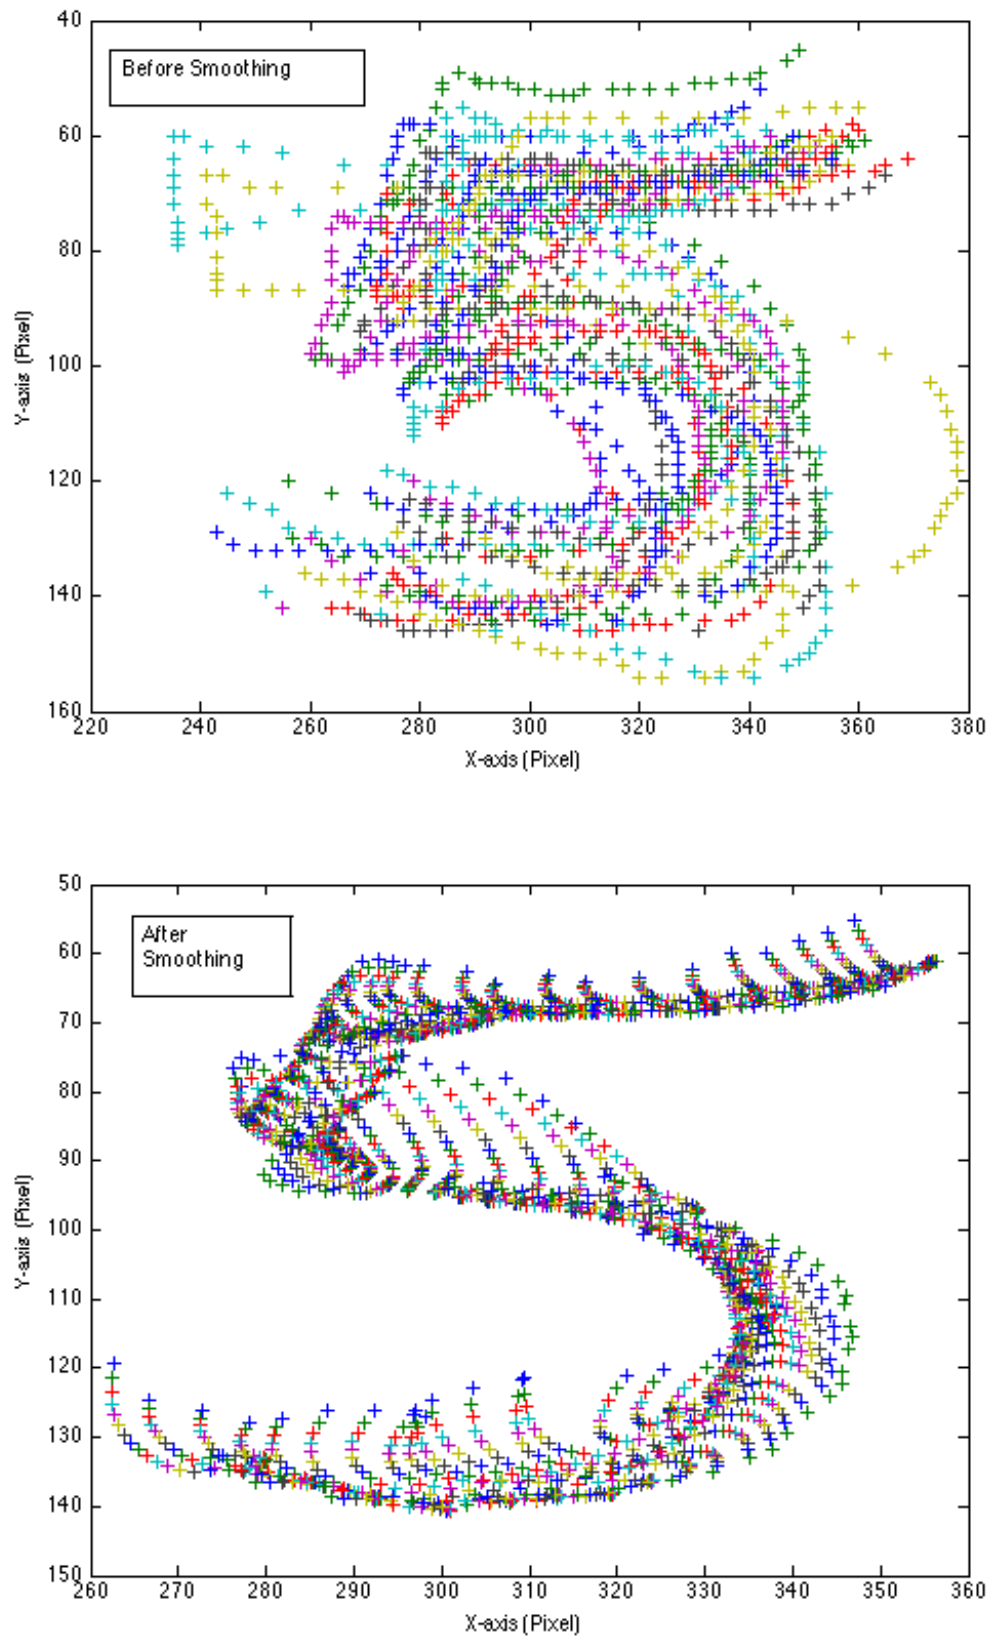 40
Before Smoothing
60
80
Y-axis (Pixel)
100
120
140
160
220 240 260 280 300 320 340 360 380
X-axis (Pixel)
50
After
Smoothing
60
70
80
90
Y-axis (Pixel)
100
110
120
130
140
150
260 270 280 290 300 310 320 330 340 350 360
X-axis (Pixel)